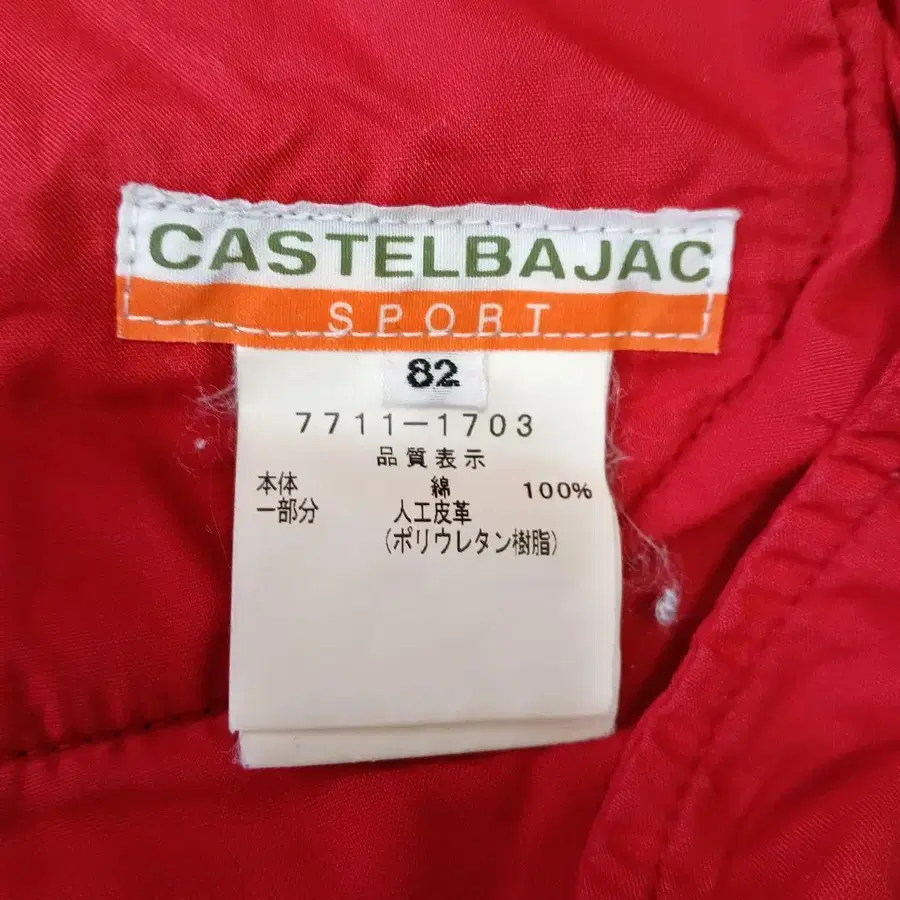 CASTELBAJAC
SPORT
82
7711-1703
品質表示
本体 綿 100%
一部分 人工皮革
(ポリウレタン樹脂)